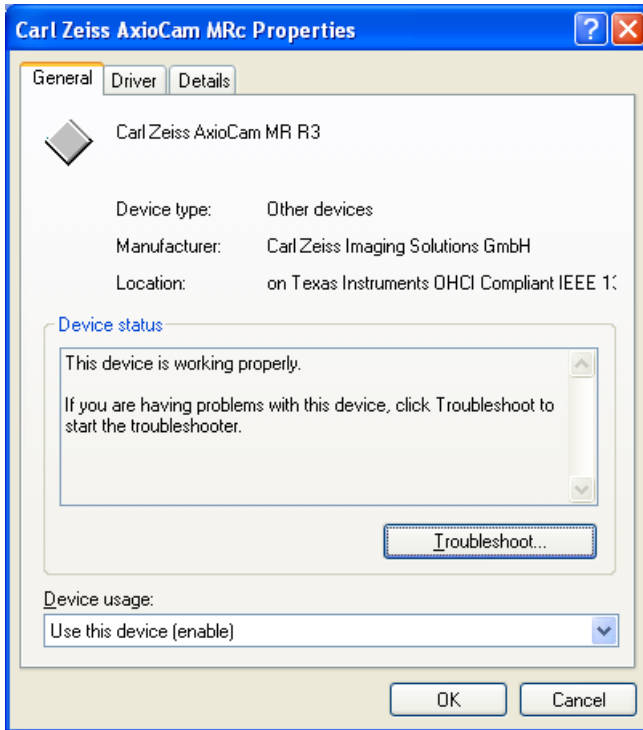 Carl Zeiss AxioCam MRc Properties
General
Driver
Details
Carl Zeiss AxioCam MR R3
Device type: Other devices
Manufacturer: Carl Zeiss Imaging Solutions GmbH
Location: on Texas Instruments OHCI Compliant IEEE 13
Device status
This device is working properly.
If you are having problems with this device, click Troubleshoot to
start the troubleshooter.
Troubleshoot...
Device usage:
Use this device (enable)
OK
Cancel